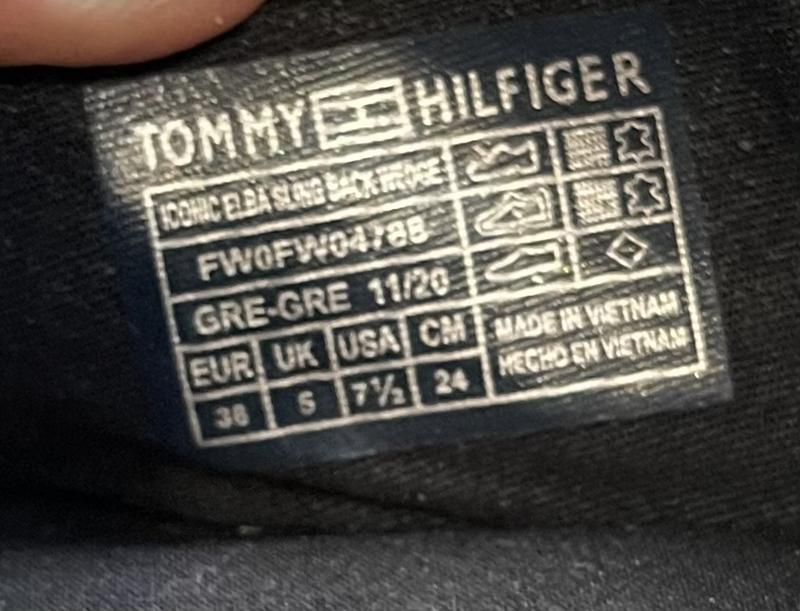 TOMMY HILFIGER
ICONIC ELBA SLING BACK WEDGE
FW0FW04788
GRE-GRE 11/20
EUR UK USA CM
38 5 7½ 24
MADE IN VIETNAM
HECHO EN VIETNAM